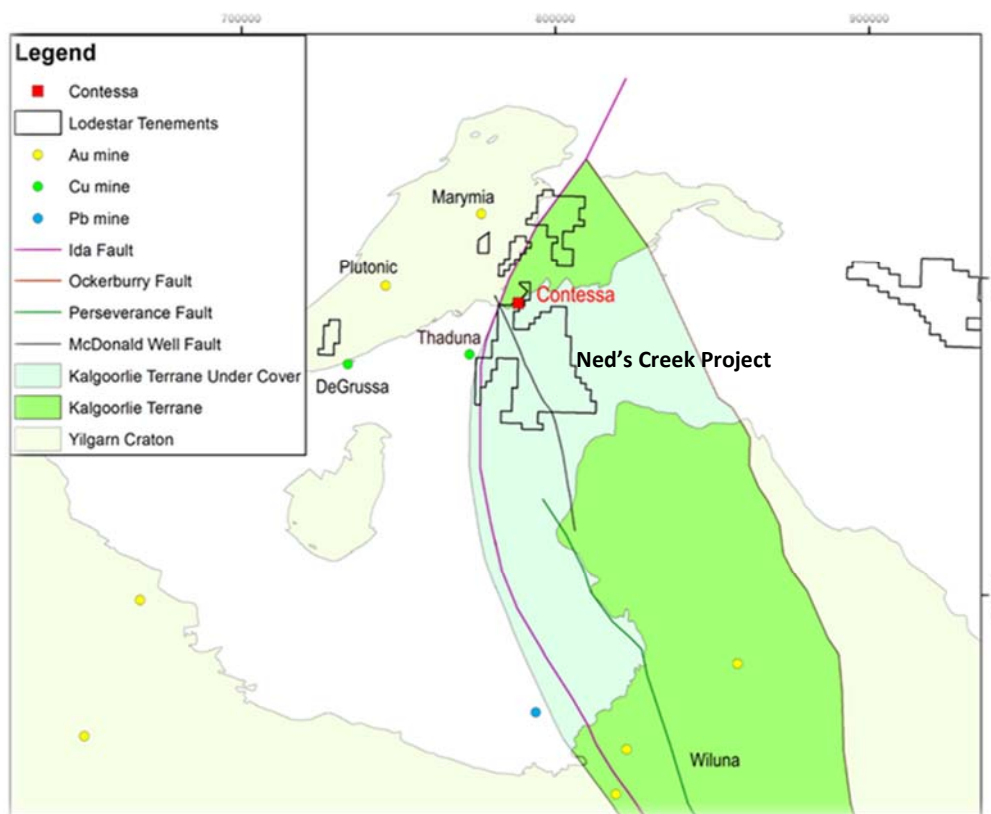 700000
800000
900000
Legend
Contessa
Lodestar Tenements
Au mine
Cu mine
Pb mine
Ida Fault
Ockerburry Fault
Perseverance Fault
McDonald Well Fault
Kalgoorlie Terrane Under Cover
Kalgoorlie Terrane
Yilgarn Craton
Marymia
Plutonic
Contessa
Thaduna
Ned's Creek Project
DeGrussa
Wiluna